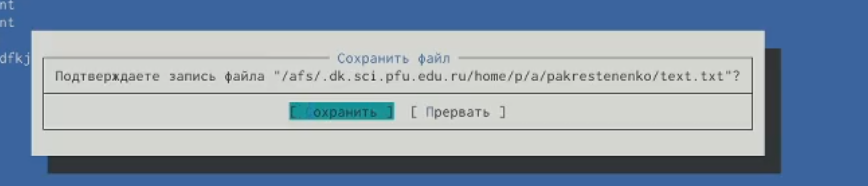 nt
nt
dfkj
Сохранить файл
Подтверждаете запись файла "/afs/.dk.sci.pfu.edu.ru/home/p/a/pakrestenenko/text.txt"?
[ Сохранить ] [ Прервать ]